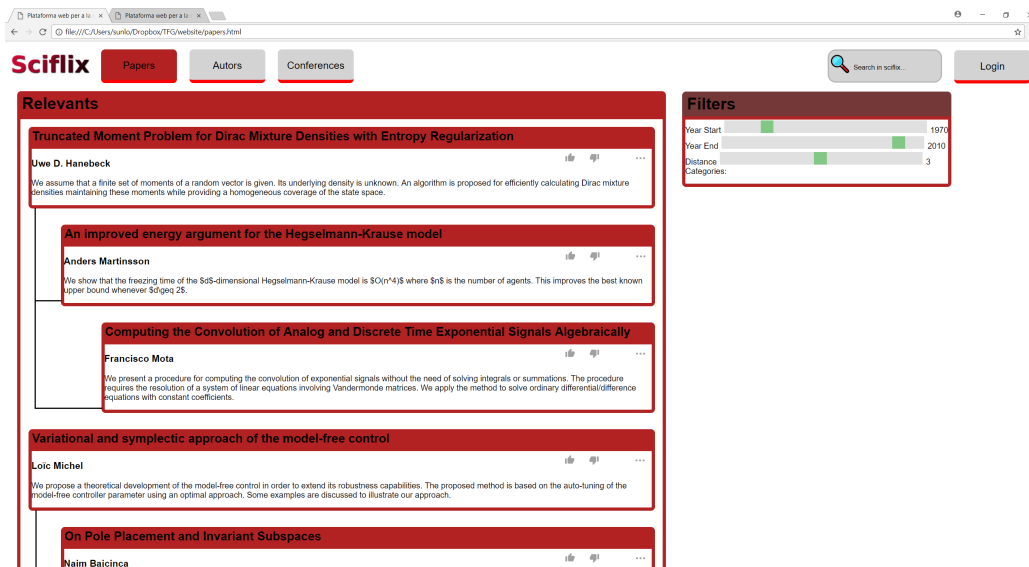 Plataforma web per a la
Plataforma web per a la
file:///C:/Users/sunlo/Dropbox/TFG/website/papers.html
Sciflix
Papers
Autors
Conferences
Search in sciflix...
Login
Relevants
Truncated Moment Problem for Dirac Mixture Densities with Entropy Regularization
Uwe D. Hanebeck
We assume that a finite set of moments of a random vector is given. Its underlying density is unknown. An algorithm is proposed for efficiently calculating Dirac mixture
densities maintaining these moments while providing a homogeneous coverage of the state space.
An improved energy argument for the Hegselmann-Krause model
Anders Martinsson
We show that the freezing time of the $d$-dimensional Hegselmann-Krause model is $O(n^4)$ where $n$ is the number of agents. This improves the best known
upper bound whenever $d\geq 2$.
Computing the Convolution of Analog and Discrete Time Exponential Signals Algebraically
Francisco Mota
We present a procedure for computing the convolution of exponential signals without the need of solving integrals or summations. The procedure
requires the resolution of a system of linear equations involving Vandermonde matrices. We apply the method to solve ordinary differential/difference
equations with constant coefficients.
Variational and symplectic approach of the model-free control
Loïc Michel
We propose a theoretical development of the model-free control in order to extend its robustness capabilities. The proposed method is based on the auto-tuning of the
model-free controller parameter using an optimal approach. Some examples are discussed to illustrate our approach.
On Pole Placement and Invariant Subspaces
Naim Bajcinca
Filters
Year Start 1970
Year End 2010
Distance 3
Categories: